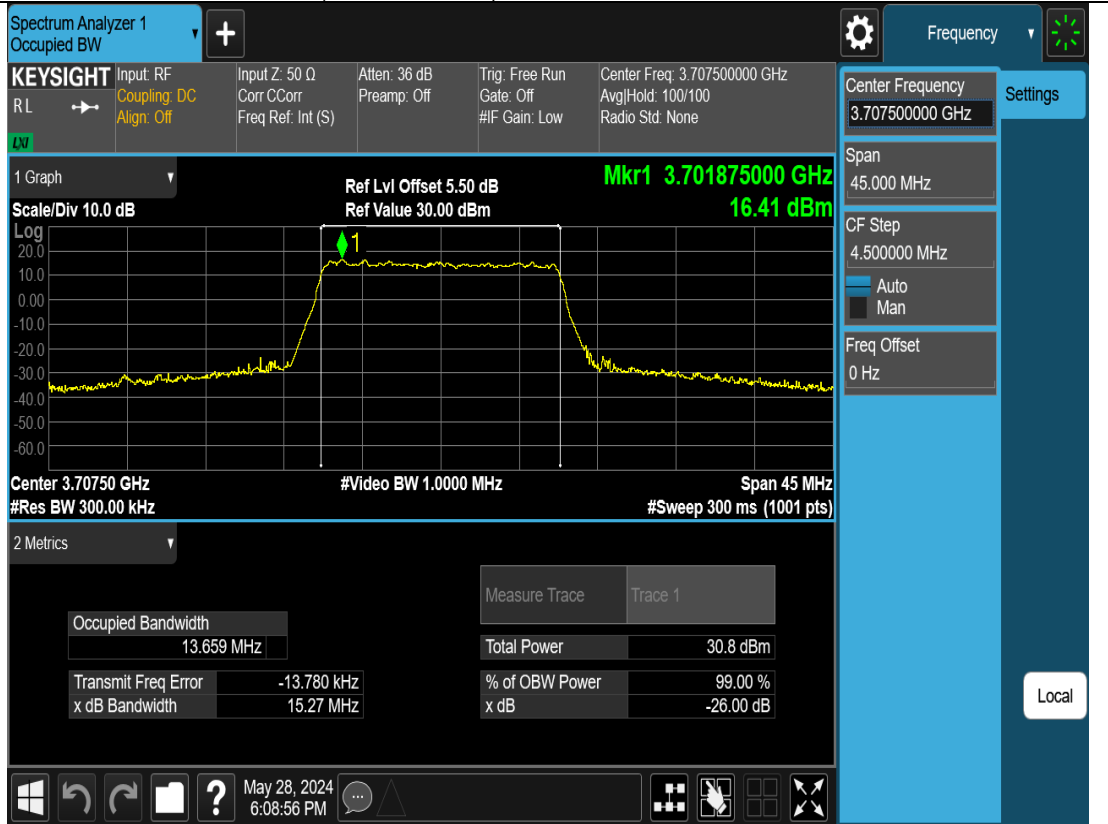 Spectrum Analyzer 1
Occupied BW
Frequency
KEYSIGHT
R L
LXI
Input: RF
Coupling: DC
Align: Off
Input Z: 50 Ω
Corr CCorr
Freq Ref: Int (S)
Atten: 36 dB
Preamp: Off
Trig: Free Run
Gate: Off
#IF Gain: Low
Center Freq: 3.707500000 GHz
Avg|Hold: 100/100
Radio Std: None
Center Frequency
3.707500000 GHz
Settings
Span
45.000 MHz
CF Step
4.500000 MHz
Auto
Man
Freq Offset
0 Hz
Local
1 Graph
Scale/Div 10.0 dB
Ref Lvl Offset 5.50 dB
Ref Value 30.00 dBm
Mkr1 3.701875000 GHz
16.41 dBm
Log
1
20.0
10.0
0.00
-10.0
-20.0
-30.0
-40.0
-50.0
-60.0
Center 3.70750 GHz
#Res BW 300.00 kHz
#Video BW 1.0000 MHz
Span 45 MHz
#Sweep 300 ms (1001 pts)
2 Metrics
Measure Trace Trace 1
Occupied Bandwidth
13.659 MHz
Total Power 30.8 dBm
Transmit Freq Error -13.780 kHz
% of OBW Power 99.00 %
x dB Bandwidth 15.27 MHz
x dB -26.00 dB
?
May 28, 2024
6:08:56 PM